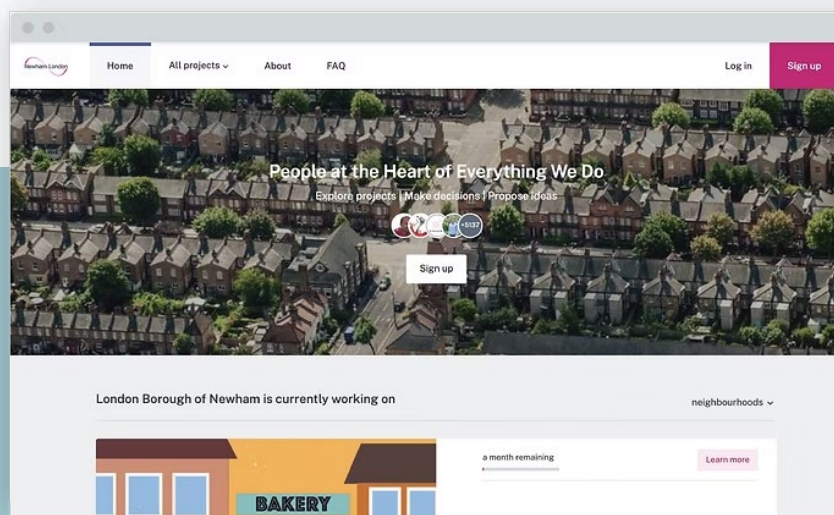 Newham London
Home
All projects
About
FAQ
Log in
Sign up
People at the Heart of Everything We Do
Explore projects | Make decisions | Propose ideas
+5137
Sign up
London Borough of Newham is currently working on
neighbourhoods
a month remaining
Learn more
BAKERY